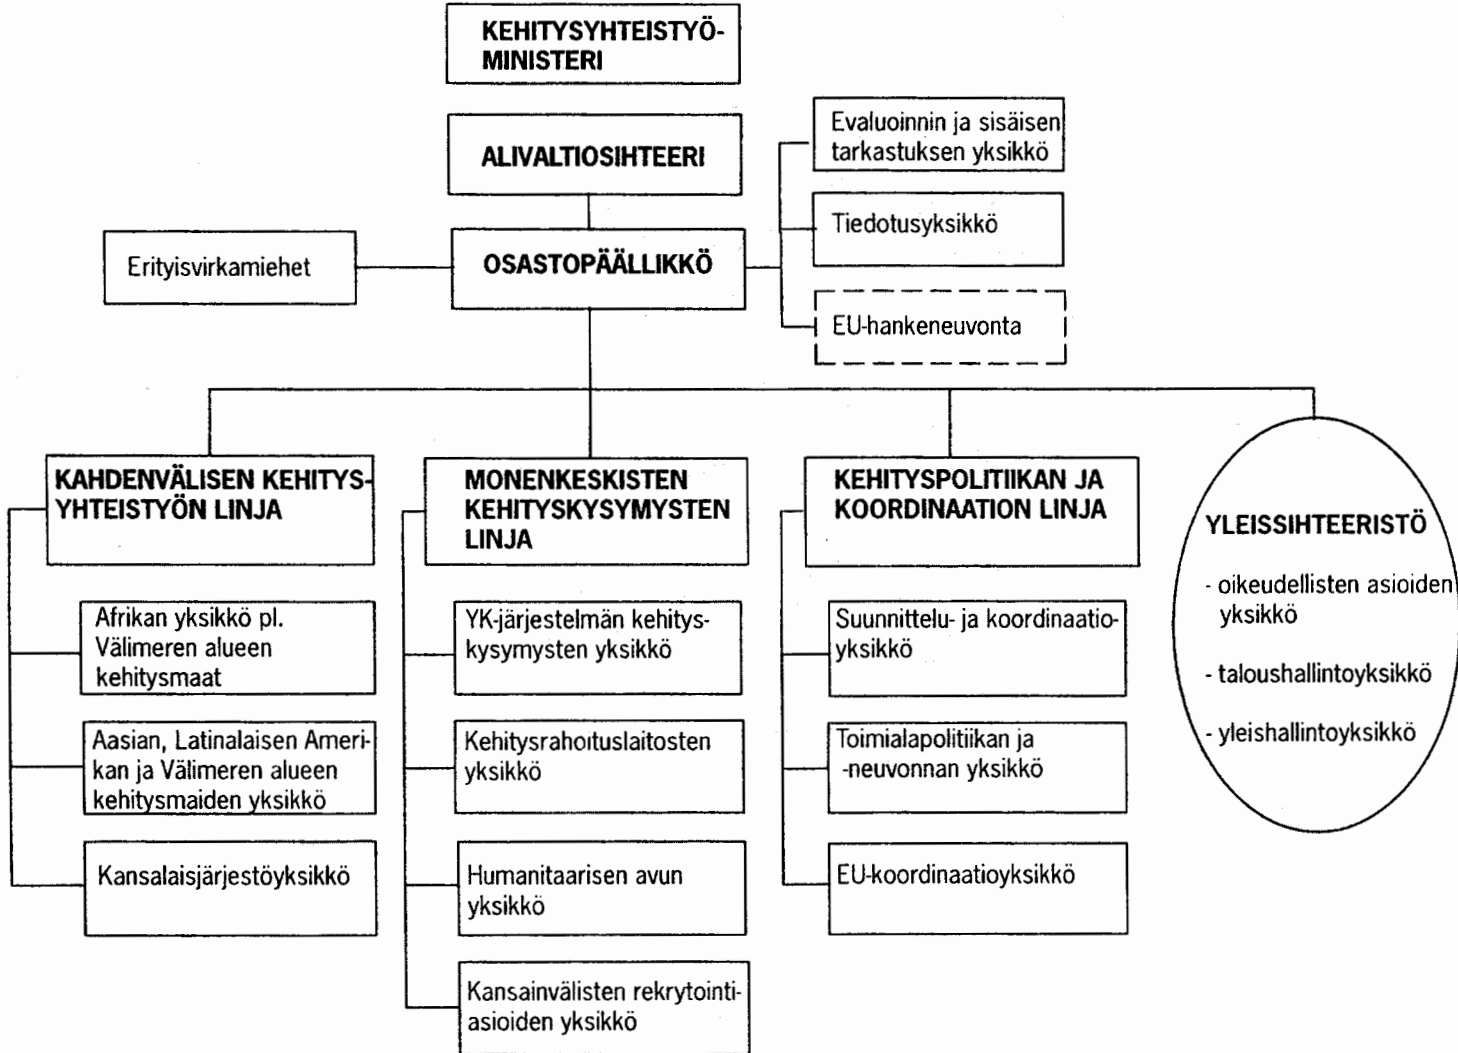 KEHITYSYHTEISTYÖ-
MINISTERI
ALIVALTIOSIHTEERI
Evaluoinnin ja sisäisen
tarkastuksen yksikkö
Tiedotusyksikkö
Erityisvirkamiehet
OSASTOPÄÄLLIKKÖ
EU-hankeneuvonta
KAHDENVÄLISEN KEHITYS-
YHTEISTYÖN LINJA
Afrikan yksikkö pl.
Välimeren alueen
kehitysmaat
Aasian, Latinalaisen Ameri-
kan ja Välimeren alueen
kehitysmaiden yksikkö
Kansalaisjärjestöyksikkö
MONENKESKISTEN
KEHITYSKYSYMYSTEN
LINJA
YK-järjestelmän kehitys-
kysymysten yksikkö
Kehitysrahoituslaitosten
yksikkö
Humanitaarisen avun
yksikkö
Kansainvälisten rekrytointi-
asioiden yksikkö
KEHITYSPOLITIIKAN JA
KOORDINAATION LINJA
Suunnittelu- ja koordinaatio-
yksikkö
Toimialapolitiikan ja
-neuvonnan yksikkö
EU-koordinaatioyksikkö
YLEISSIHTEERISTÖ
- oikeudellisten asioiden
yksikkö
- taloushallintoyksikkö
- yleishallintoyksikkö